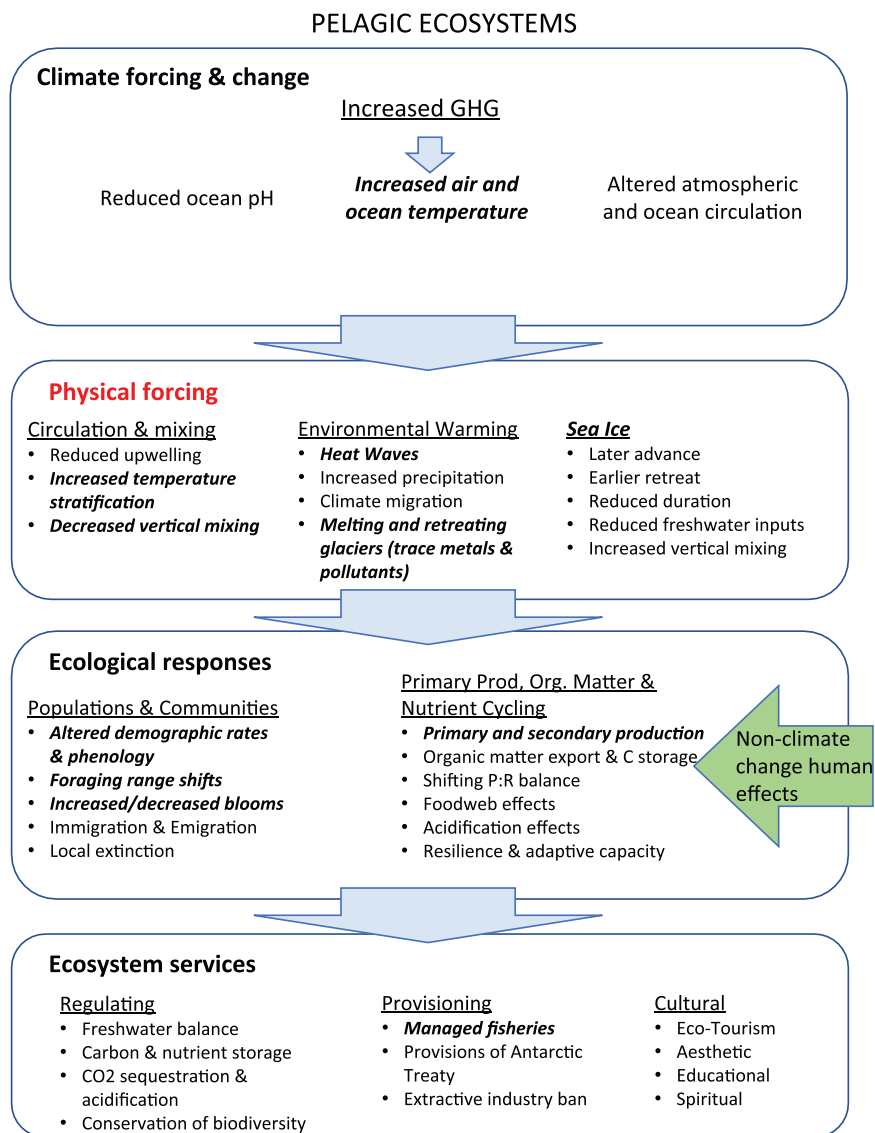 PELAGIC ECOSYSTEMS
Climate forcing & change
Increased GHG
Reduced ocean pH
Increased air and
ocean temperature
Altered atmospheric
and ocean circulation
Physical forcing
Circulation & mixing
• Reduced upwelling
• Increased temperature
stratification
• Decreased vertical mixing
Environmental Warming
• Heat Waves
• Increased precipitation
• Climate migration
• Melting and retreating
glaciers (trace metals &
pollutants)
Sea Ice
• Later advance
• Earlier retreat
• Reduced duration
• Reduced freshwater inputs
• Increased vertical mixing
Ecological responses
Populations & Communities
• Altered demographic rates
& phenology
• Foraging range shifts
• Increased/decreased blooms
• Immigration & Emigration
• Local extinction
Primary Prod, Org. Matter &
Nutrient Cycling
• Primary and secondary production
• Organic matter export & C storage
• Shifting P:R balance
• Foodweb effects
• Acidification effects
• Resilience & adaptive capacity
Non-climate
change human
effects
Ecosystem services
Regulating
• Freshwater balance
• Carbon & nutrient storage
• CO2 sequestration &
acidification
• Conservation of biodiversity
Provisioning
• Managed fisheries
• Provisions of Antarctic
Treaty
• Extractive industry ban
Cultural
• Eco-Tourism
• Aesthetic
• Educational
• Spiritual